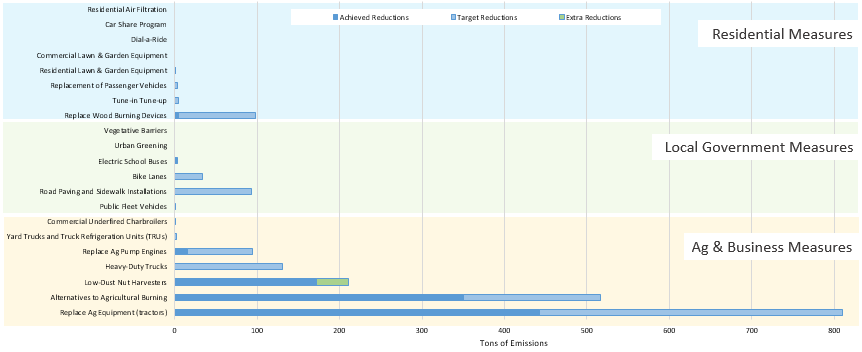 Residential Air Filtration
Car Share Program
Dial-a-Ride
Commercial Lawn & Garden Equipment
Residential Lawn & Garden Equipment
Replacement of Passenger Vehicles
Tune-in Tune-up
Replace Wood Burning Devices
Vegetative Barriers
Urban Greening
Electric School Buses
Bike Lanes
Road Paving and Sidewalk Installations
Public Fleet Vehicles
Commercial Underfired Charbroilers
Yard Trucks and Truck Refrigeration Units (TRUs)
Replace Ag Pump Engines
Heavy-Duty Trucks
Low-Dust Nut Harvesters
Alternatives to Agricultural Burning
Replace Ag Equipment (tractors)
Achieved Reductions Target Reductions Extra Reductions
Residential Measures
Local Government Measures
Ag & Business Measures
0 100 200 300 400 500 600 700 800
Tons of Emissions